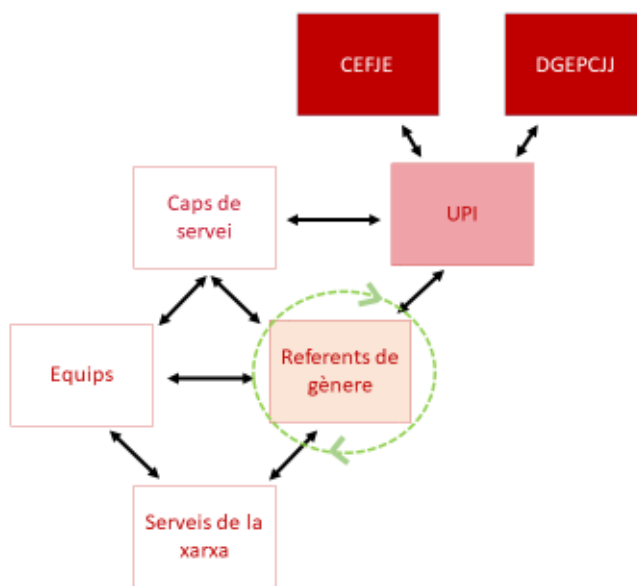 CEFJE
DGEPCJJ
Caps de
servei
UPI
Equips
Referents de
gènere
Serveis de la
xarxa